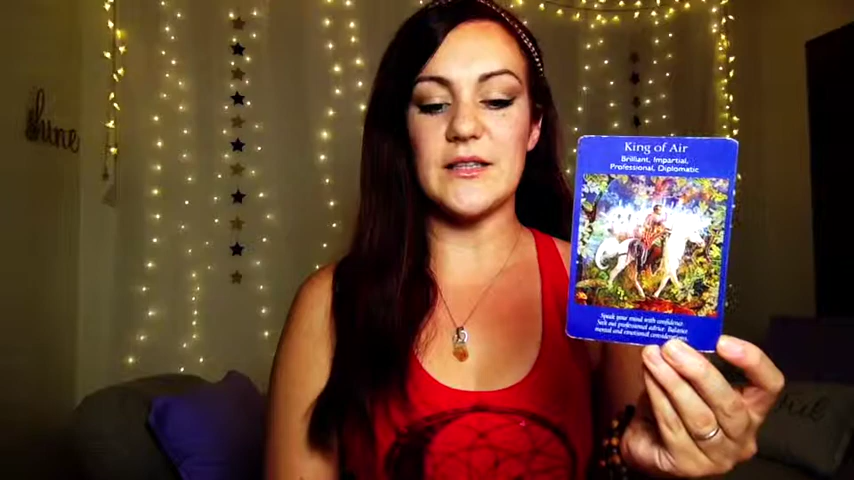 shine
King of Air
Brilliant, Impartial,
Professional, Diplomatic
Speak your mind with confidence.
Seek out professional advice. Balance
mental and emotional considerations.